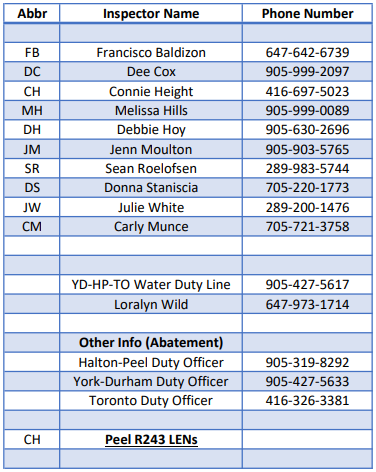 Abbr Inspector Name Phone Number
FB Francisco Baldizon 647-642-6739
DC Dee Cox 905-999-2097
CH Connie Height 416-697-5023
MH Melissa Hills 905-999-0089
DH Debbie Hoy 905-630-2696
JM Jenn Moulton 905-903-5765
SR Sean Roelofsen 289-983-5744
DS Donna Staniscia 705-220-1773
JW Julie White 289-200-1476
CM Carly Munce 705-721-3758
YD-HP-TO Water Duty Line 905-427-5617
Loralyn Wild 647-973-1714
Other Info (Abatement)
Halton-Peel Duty Officer 905-319-8292
York-Durham Duty Officer 905-427-5633
Toronto Duty Officer 416-326-3381
CH Peel R243 LENs